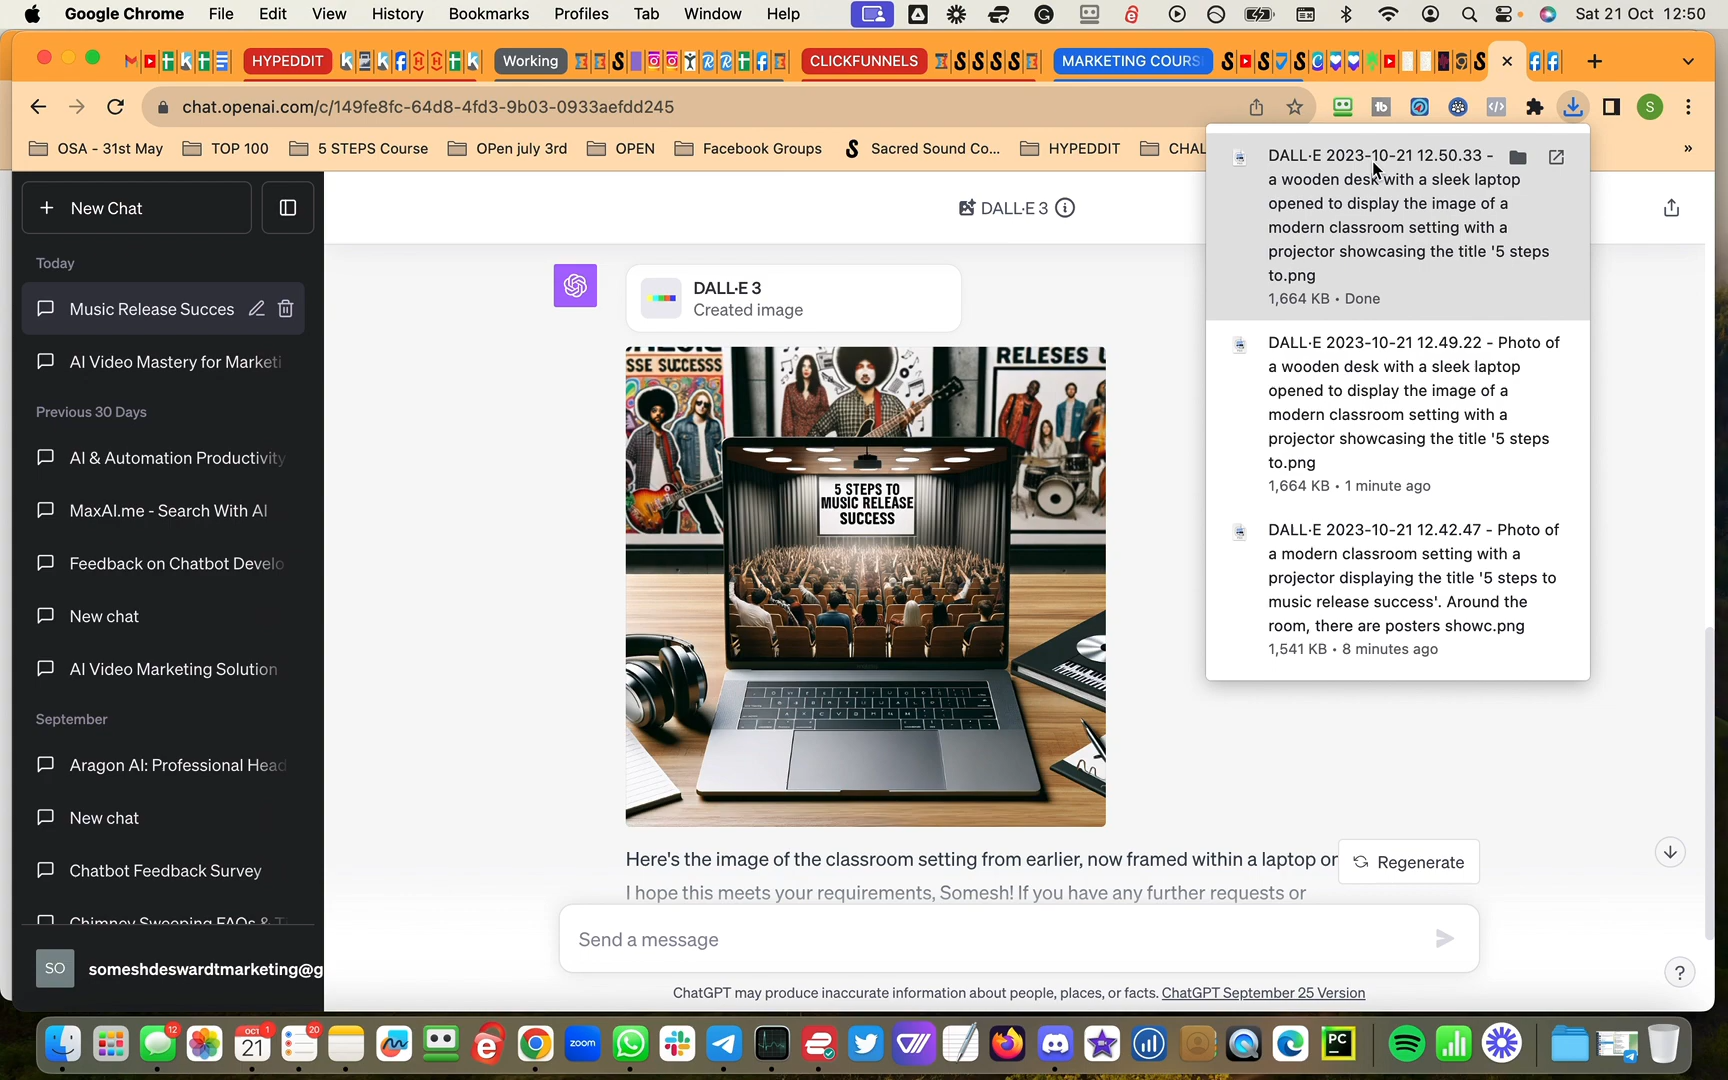 Google Chrome File Edit View History Bookmarks Profiles Tab Window Help Sat 21 Oct 12:50
HYPEDDIT Working CLICKFUNNELS MARKETING COURS
chat.openai.com/c/149fe8fc-64d8-4fd3-9b03-0933aefdd245
S
OSA - 31st May TOP 100 5 STEPS Course OPen july 3rd OPEN Facebook Groups Sacred Sound Co... HYPEDDIT CHAL »
+ New Chat
Today
Music Release Succes
AI Video Mastery for Marketi
Previous 30 Days
AI & Automation Productivity
MaxAI.me - Search With AI
Feedback on Chatbot Develo
New chat
AI Video Marketing Solution
September
Aragon AI: Professional Head
New chat
Chatbot Feedback Survey
Chimney Sweeping FAQs & T
SO someshdeswardtmarketing@g
DALL·E 3
DALL·E 3
Created image
SSE SUCCESSS
RELESES U
5 STEPS TO
MUSIC RELEASE
SUCCESS
Here's the image of the classroom setting from earlier, now framed within a laptop or
I hope this meets your requirements, Somesh! If you have any further requests or
Regenerate
Send a message
ChatGPT may produce inaccurate information about people, places, or facts. ChatGPT September 25 Version
?
DALL·E 2023-10-21 12.50.33 -
a wooden desk with a sleek laptop
opened to display the image of a
modern classroom setting with a
projector showcasing the title '5 steps
to.png
1,664 KB • Done
DALL·E 2023-10-21 12.49.22 - Photo of
a wooden desk with a sleek laptop
opened to display the image of a
modern classroom setting with a
projector showcasing the title '5 steps
to.png
1,664 KB • 1 minute ago
DALL·E 2023-10-21 12.42.47 - Photo of
a modern classroom setting with a
projector displaying the title '5 steps to
music release success'. Around the
room, there are posters showc.png
1,541 KB • 8 minutes ago
12 OCT 1 21 20 zoom PC